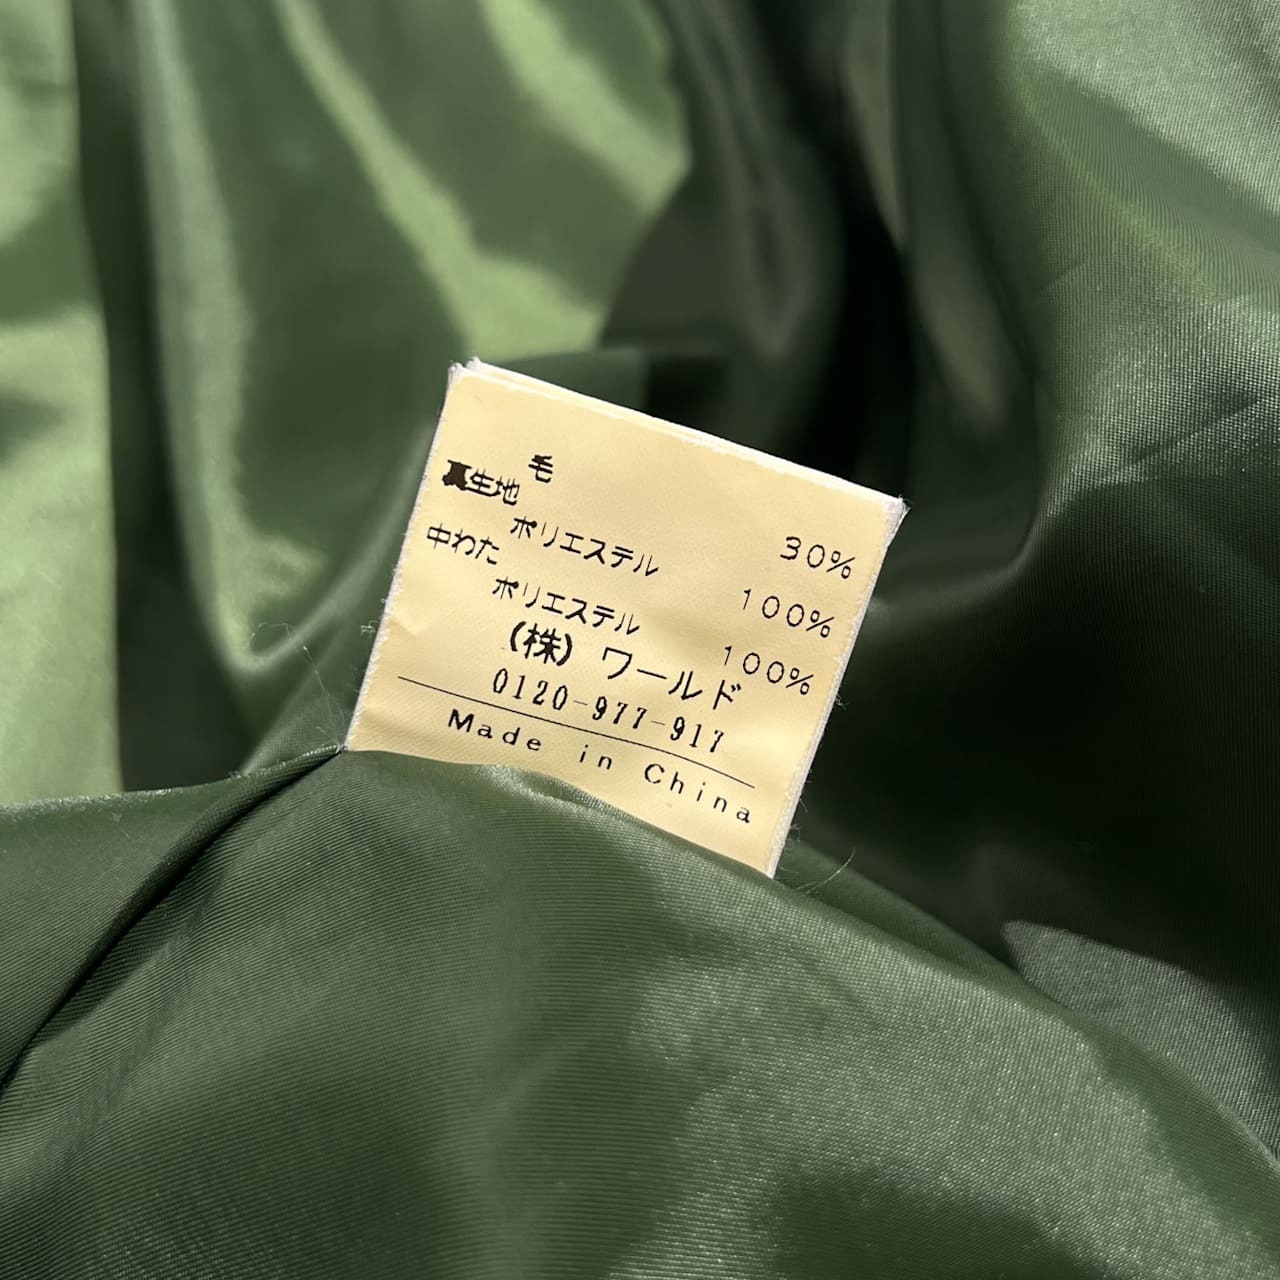 毛 30%
裏生地
ポリエステル 100%
中わた
ポリエステル 100%
(株) ワールド
0120-977-917
Made in China